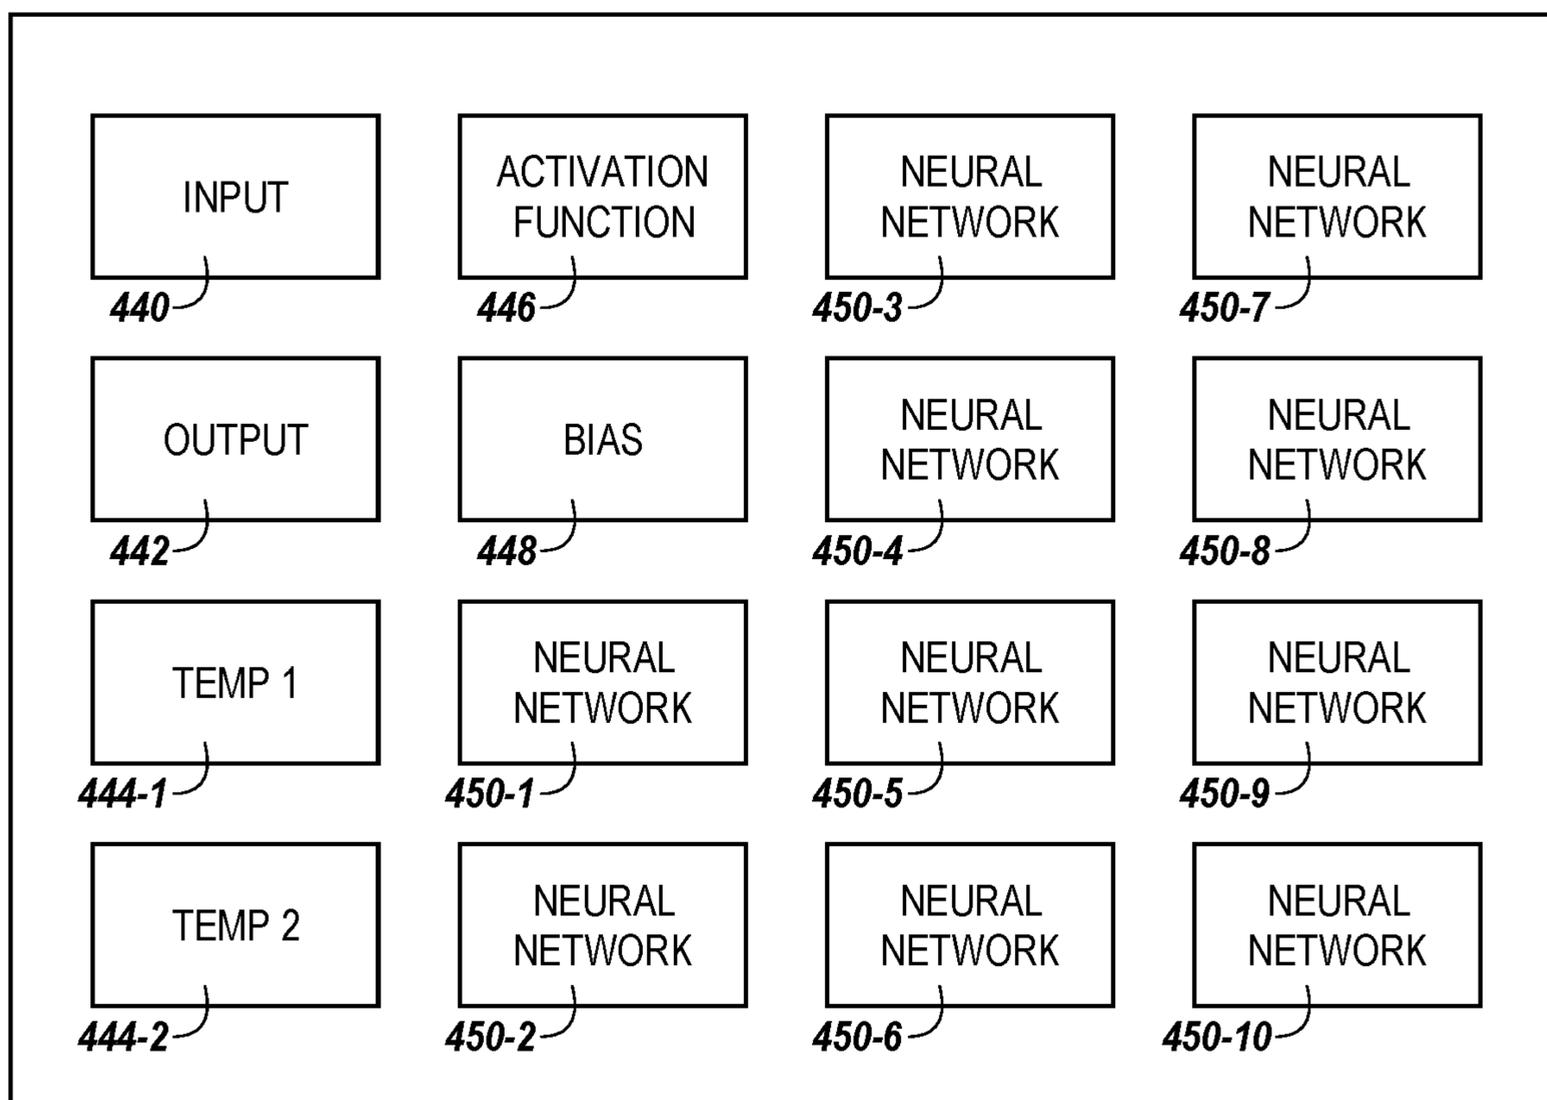 INPUT
440
ACTIVATION
FUNCTION
446
NEURAL
NETWORK
450-3
NEURAL
NETWORK
450-7
OUTPUT
442
BIAS
448
NEURAL
NETWORK
450-4
NEURAL
NETWORK
450-8
TEMP 1
444-1
NEURAL
NETWORK
450-1
NEURAL
NETWORK
450-5
NEURAL
NETWORK
450-9
TEMP 2
444-2
NEURAL
NETWORK
450-2
NEURAL
NETWORK
450-6
NEURAL
NETWORK
450-10